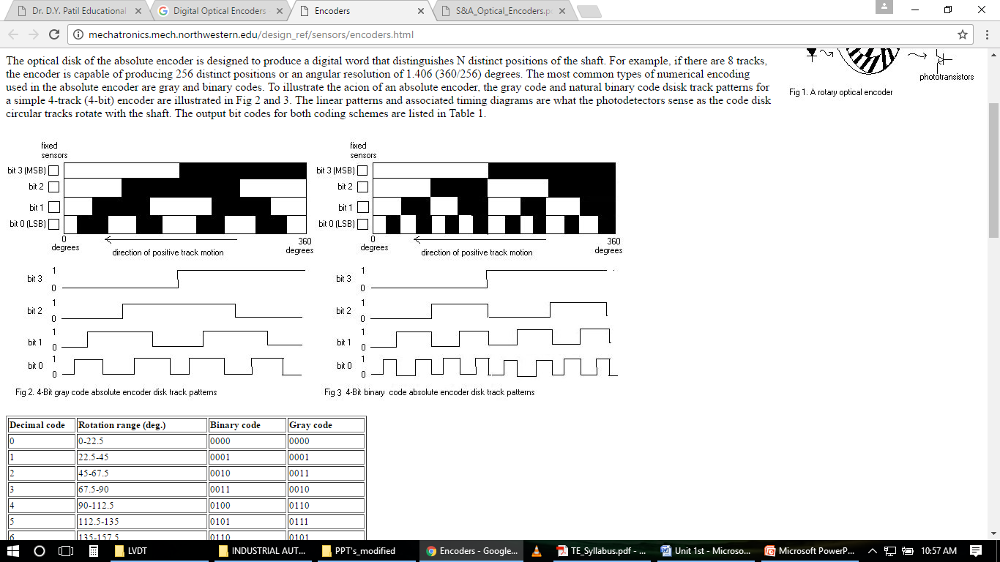 Dr. D.Y. Patil Educational
Digital Optical Encoders
Encoders
S&A_Optical_Encoders.p
mechatronics.mech.northwestern.edu/design_ref/sensors/encoders.html
The optical disk of the absolute encoder is designed to produce a digital word that distinguishes N distinct positions of the shaft. For example, if there are 8 tracks,
the encoder is capable of producing 256 distinct positions or an angular resolution of 1.406 (360/256) degrees. The most common types of numerical encoding
used in the absolute encoder are gray and binary codes. To illustrate the acion of an absolute encoder, the gray code and natural binary code dsisk track patterns for
a simple 4-track (4-bit) encoder are illustrated in Fig 2 and 3. The linear patterns and associated timing diagrams are what the photodetectors sense as the code disk
circular tracks rotate with the shaft. The output bit codes for both coding schemes are listed in Table 1.
phototransistors
Fig 1. A rotary optical encoder
fixed
sensors
bit 3 (MSB)
bit 2
bit 1
bit 0 (LSB)
0
degrees
direction of positive track motion
360
degrees
bit 3 1
0
bit 2 1
0
bit 1 1
0
bit 0 1
0
Fig 2. 4-Bit gray code absolute encoder disk track patterns
fixed
sensors
bit 3 (MSB)
bit 2
bit 1
bit 0 (LSB)
0
degrees
direction of positive track motion
360
degrees
bit 3 1
0
bit 2 1
0
bit 1 1
0
bit 0 1
0
Fig 3 4-Bit binary code absolute encoder disk track patterns
Decimal code Rotation range (deg.) Binary code Gray code
0 0-22.5 0000 0000
1 22.5-45 0001 0001
2 45-67.5 0010 0011
3 67.5-90 0011 0010
4 90-112.5 0100 0110
5 112.5-135 0101 0111
6 135-157.5 0110 0101
LVDT
INDUSTRIAL AUT...
PPT's_modified
Encoders - Google...
TE_Syllabus.pdf - ...
Unit 1st - Microso...
Microsoft PowerP...
10:57 AM